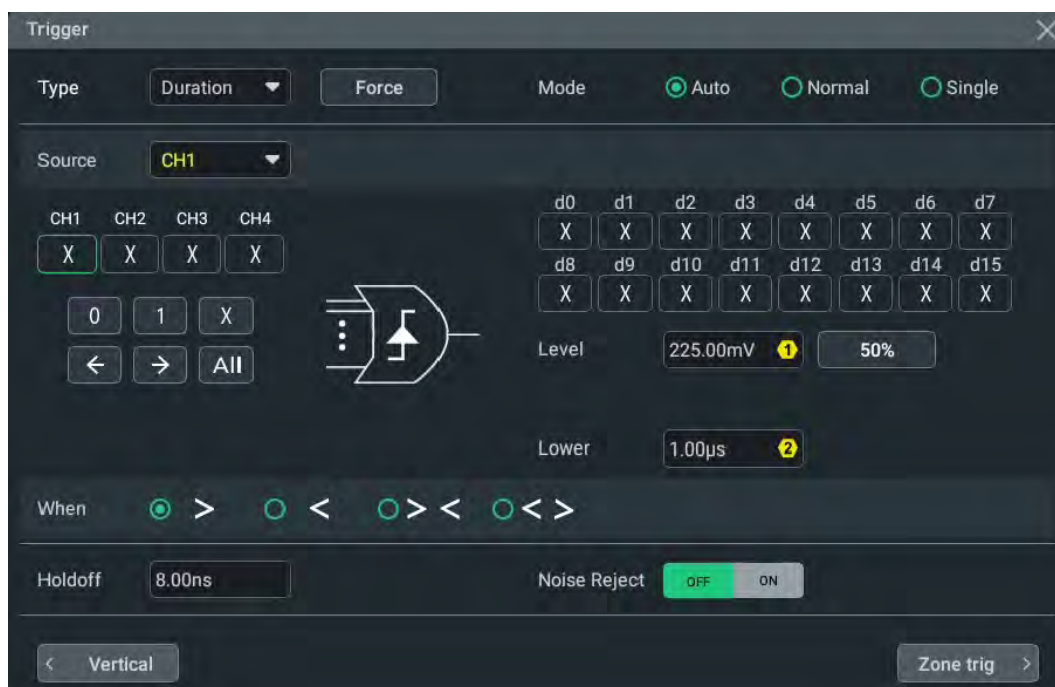 Trigger
Type Duration Force Mode Auto Normal Single
Source CH1
CH1 CH2 CH3 CH4
X X X X
0 1 X
← → All
d0 d1 d2 d3 d4 d5 d6 d7
X X X X X X X X
d8 d9 d10 d11 d12 d13 d14 d15
X X X X X X X X
Level 225.00mV 1 50%
Lower 1.00μs 2
When > < > < < >
Holdoff 8.00ns Noise Reject OFF ON
< Vertical Zone trig >